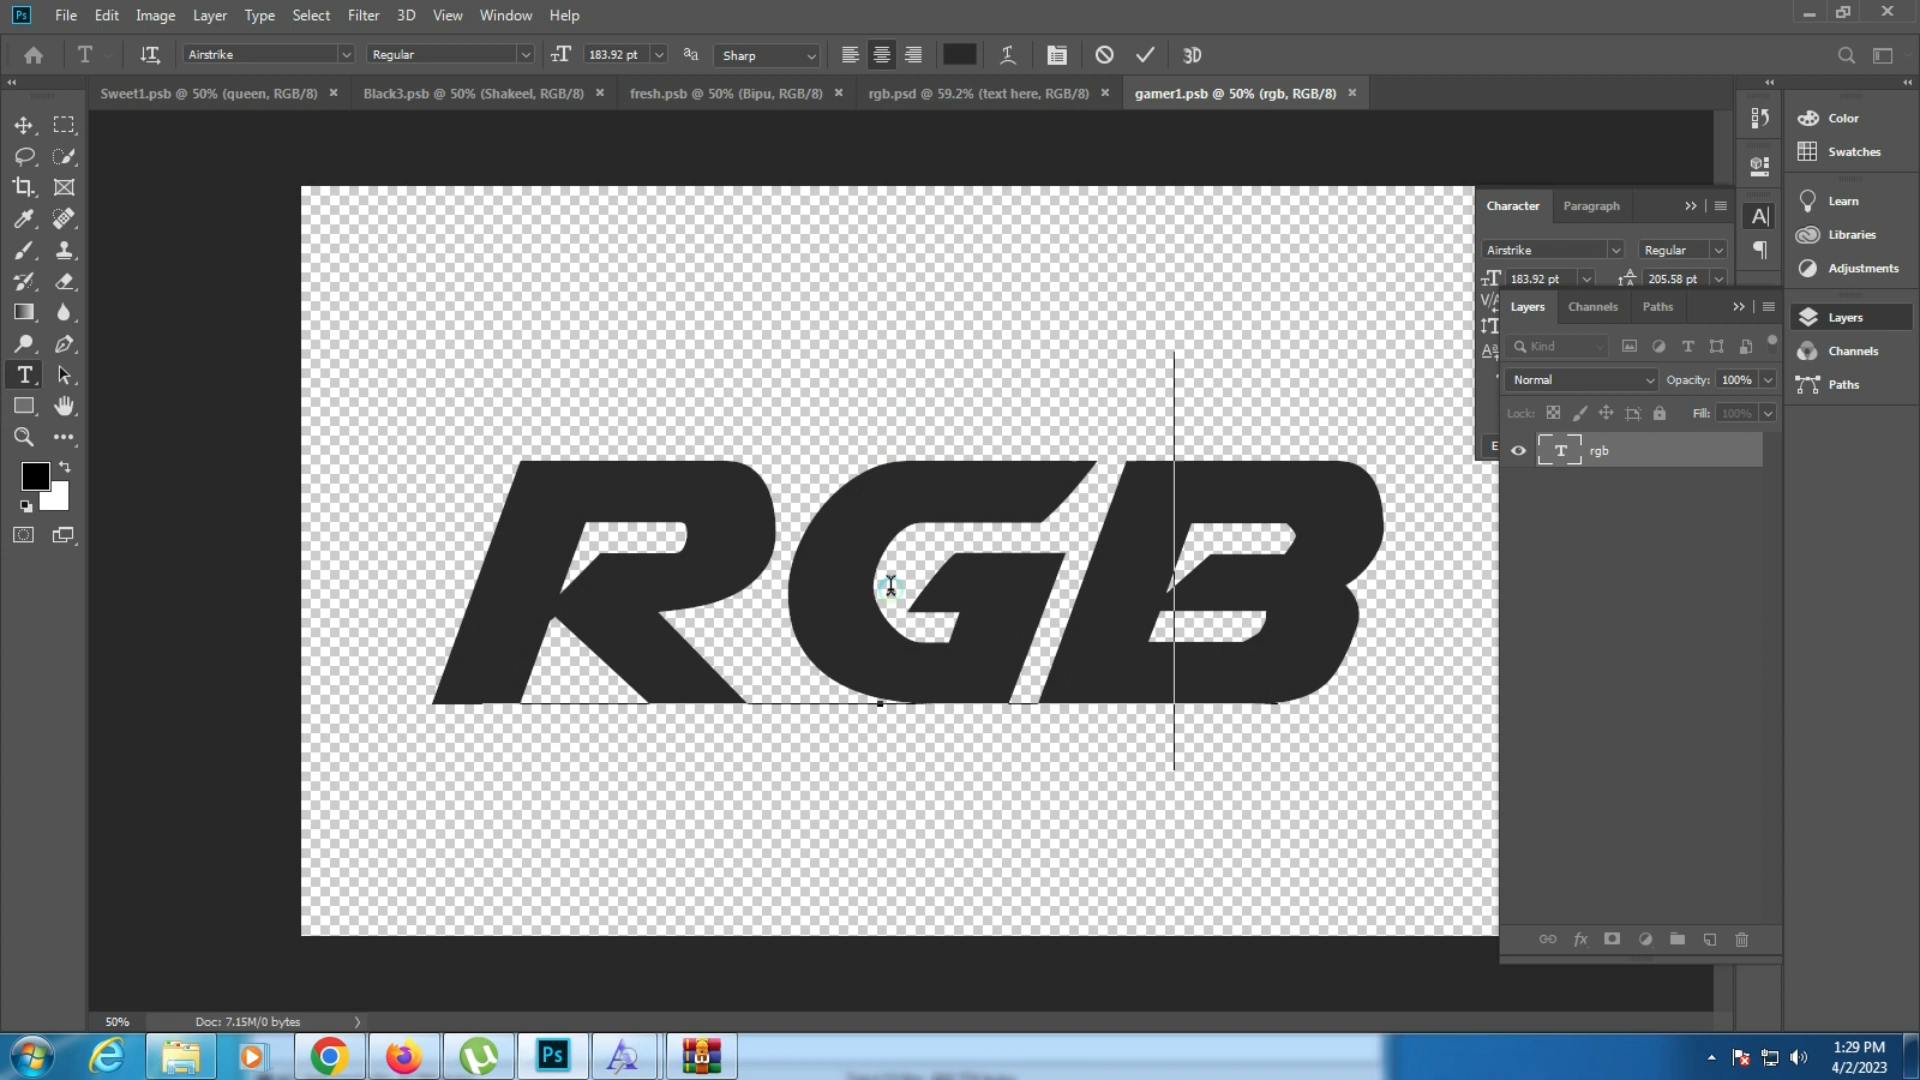 Ps File Edit Image Layer Type Select Filter 3D View Window Help
T Airstrike Regular 183.92 pt aa Sharp 3D
Sweet1.psb @ 50% (queen, RGB/8) Black3.psb @ 50% (Shakeel, RGB/8) fresh.psb @ 50% (Bipu, RGB/8) rgb.psd @ 59.2% (text here, RGB/8) gamer1.psb @ 50% (rgb, RGB/8)
Color
Swatches
Learn
Libraries
Adjustments
Layers
Channels
Paths
Character Paragraph
Airstrike Regular
183.92 pt 205.58 pt
Layers Channels Paths
Kind
Normal Opacity: 100%
Lock: Fill: 100%
T rgb
fx
RGB
50% Doc: 7.15M/0 bytes
Ps
1:29 PM
4/2/2023